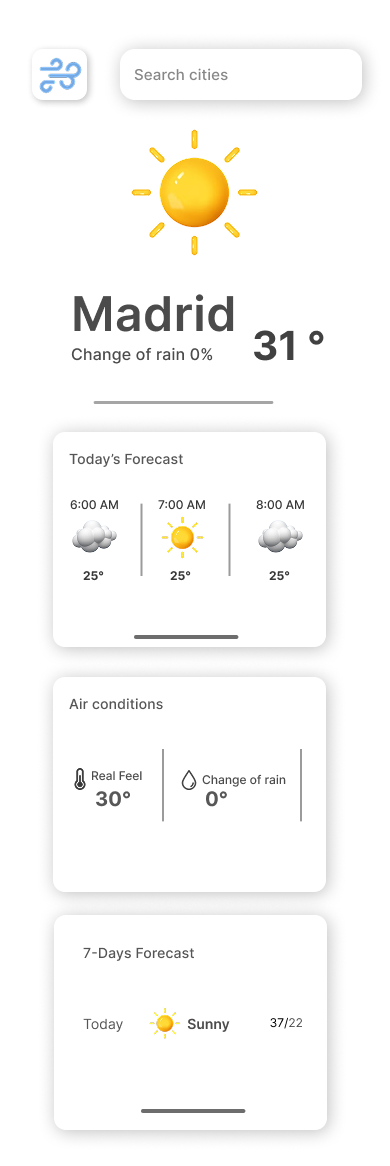 Search cities
Madrid
Change of rain 0%
31 °
Today's Forecast
6:00 AM 7:00 AM 8:00 AM
25° 25° 25°
Air conditions
Real Feel Change of rain
30° 0°
7-Days Forecast
Today Sunny 37/22